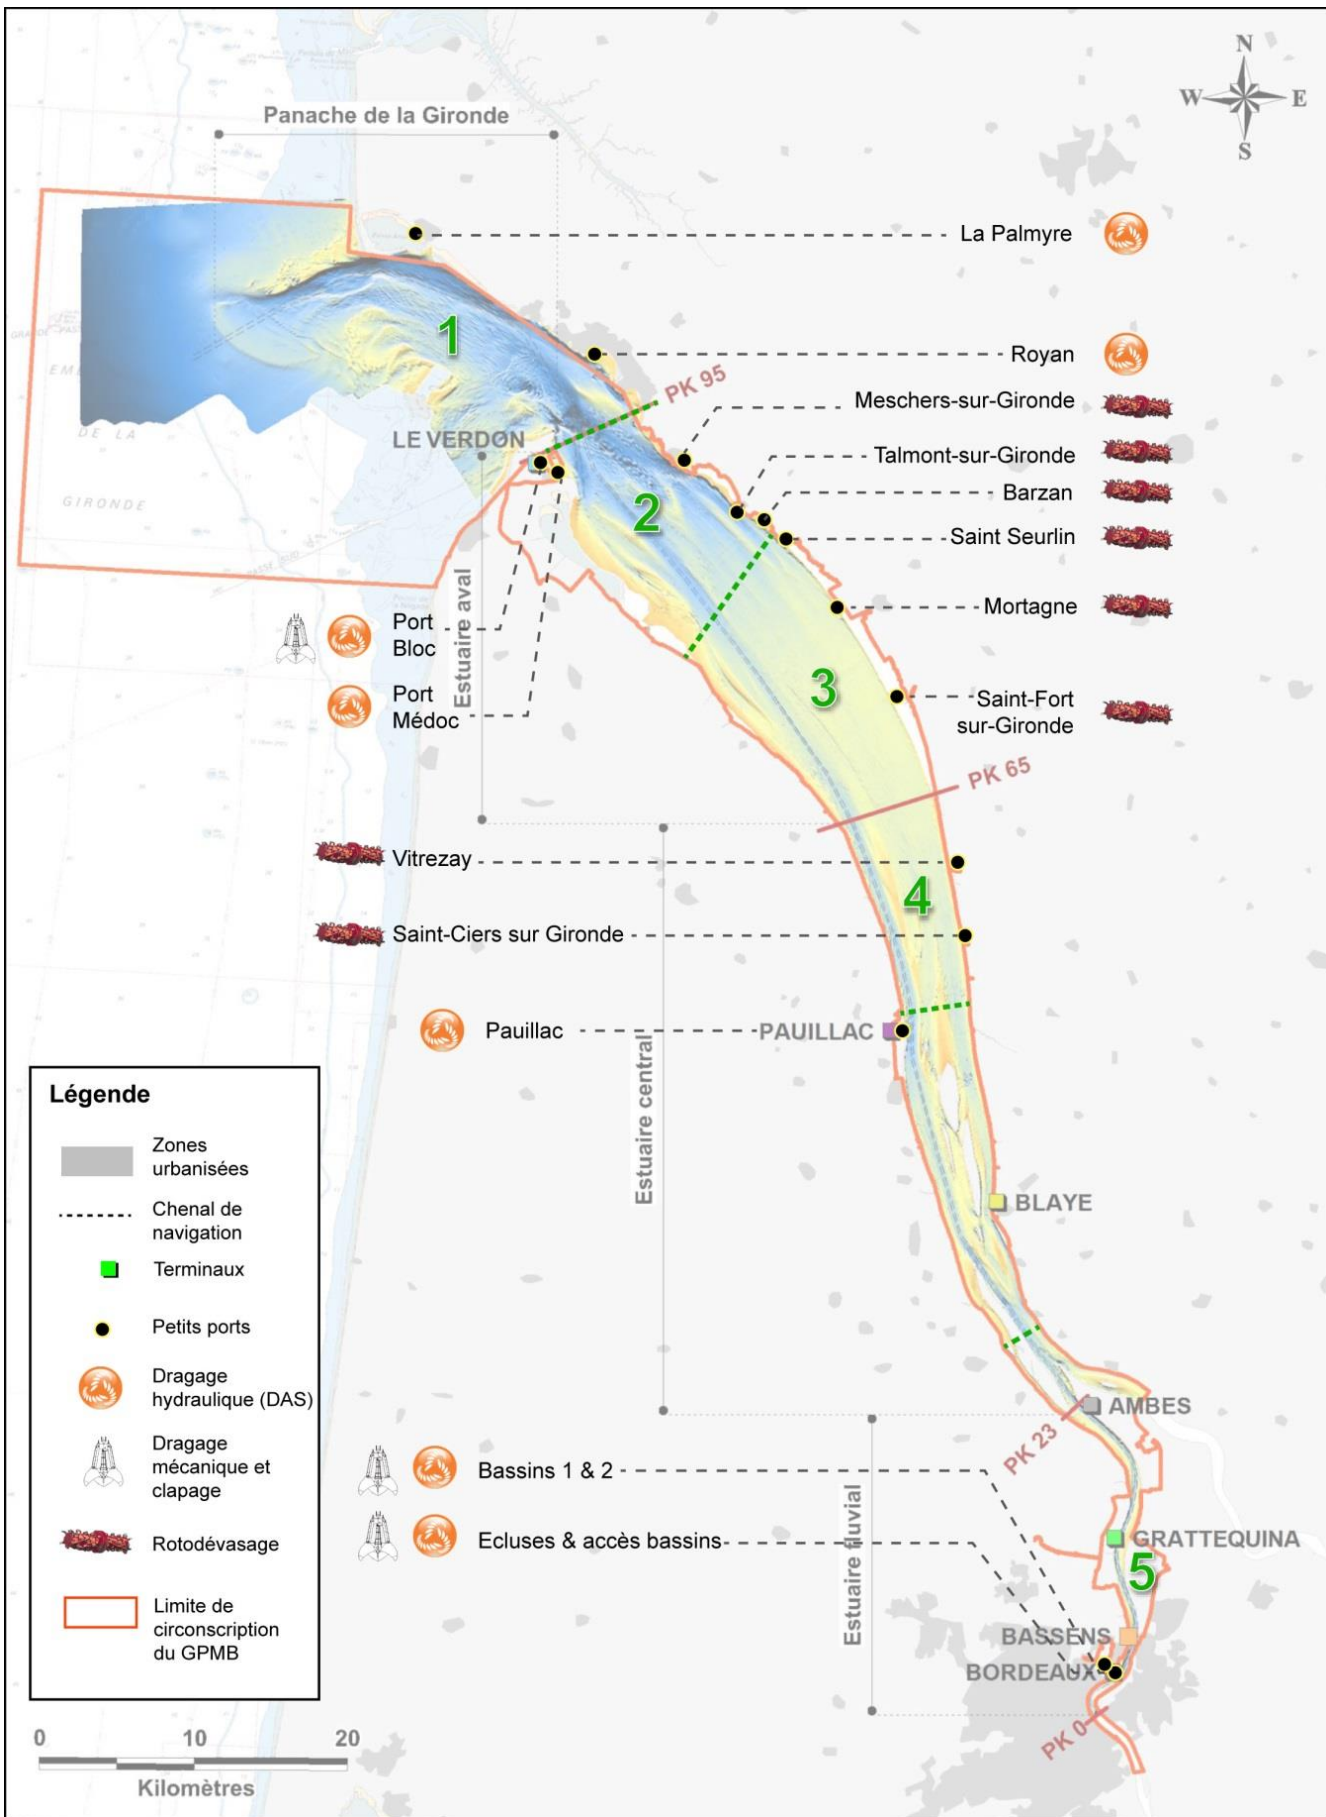 N
W
E
S
Panache de la Gironde
La Palmyre
1
Royan
PK 95
Meschers-sur-Gironde
LE VERDON
Talmont-sur-Gironde
DE LA
Barzan
GIRONDE
2
Saint Seurlin
Mortagne
Port
Bloc
Estuaire aval
Port
Médoc
3
Saint-Fort
sur-Gironde
PK 65
Vitrezay
4
Saint-Ciers sur Gironde
Pauillac
PAUILLAC
Estuaire central
BLAYE
AMBES
PK 23
Bassins 1 & 2
Ecluses & accès bassins
Estuaire fluvial
GRATTEQUINA
5
BASSENS
BORDEAUX
PK 0
Légende
Zones
urbanisées
Chenal de
navigation
Terminaux
Petits ports
Dragage
hydraulique (DAS)
Dragage
mécanique et
clapage
Rotodévasage
Limite de
circonscription
du GPMB
0
10
20
Kilomètres